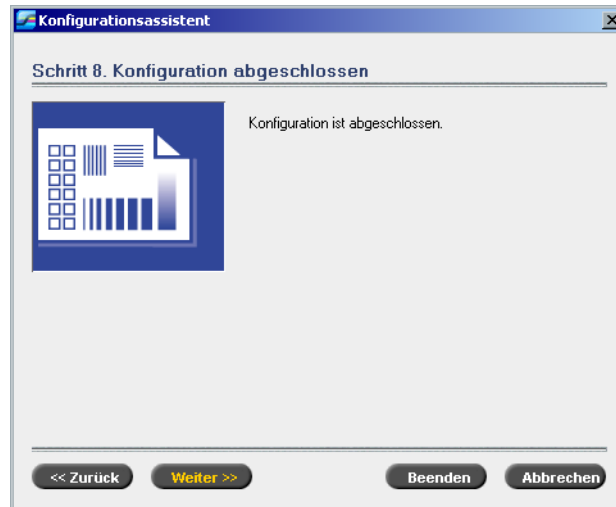 Konfigurationsassistent
Schritt 8. Konfiguration abgeschlossen
Konfiguration ist abgeschlossen.
<< Zurück Weiter >> Beenden Abbrechen